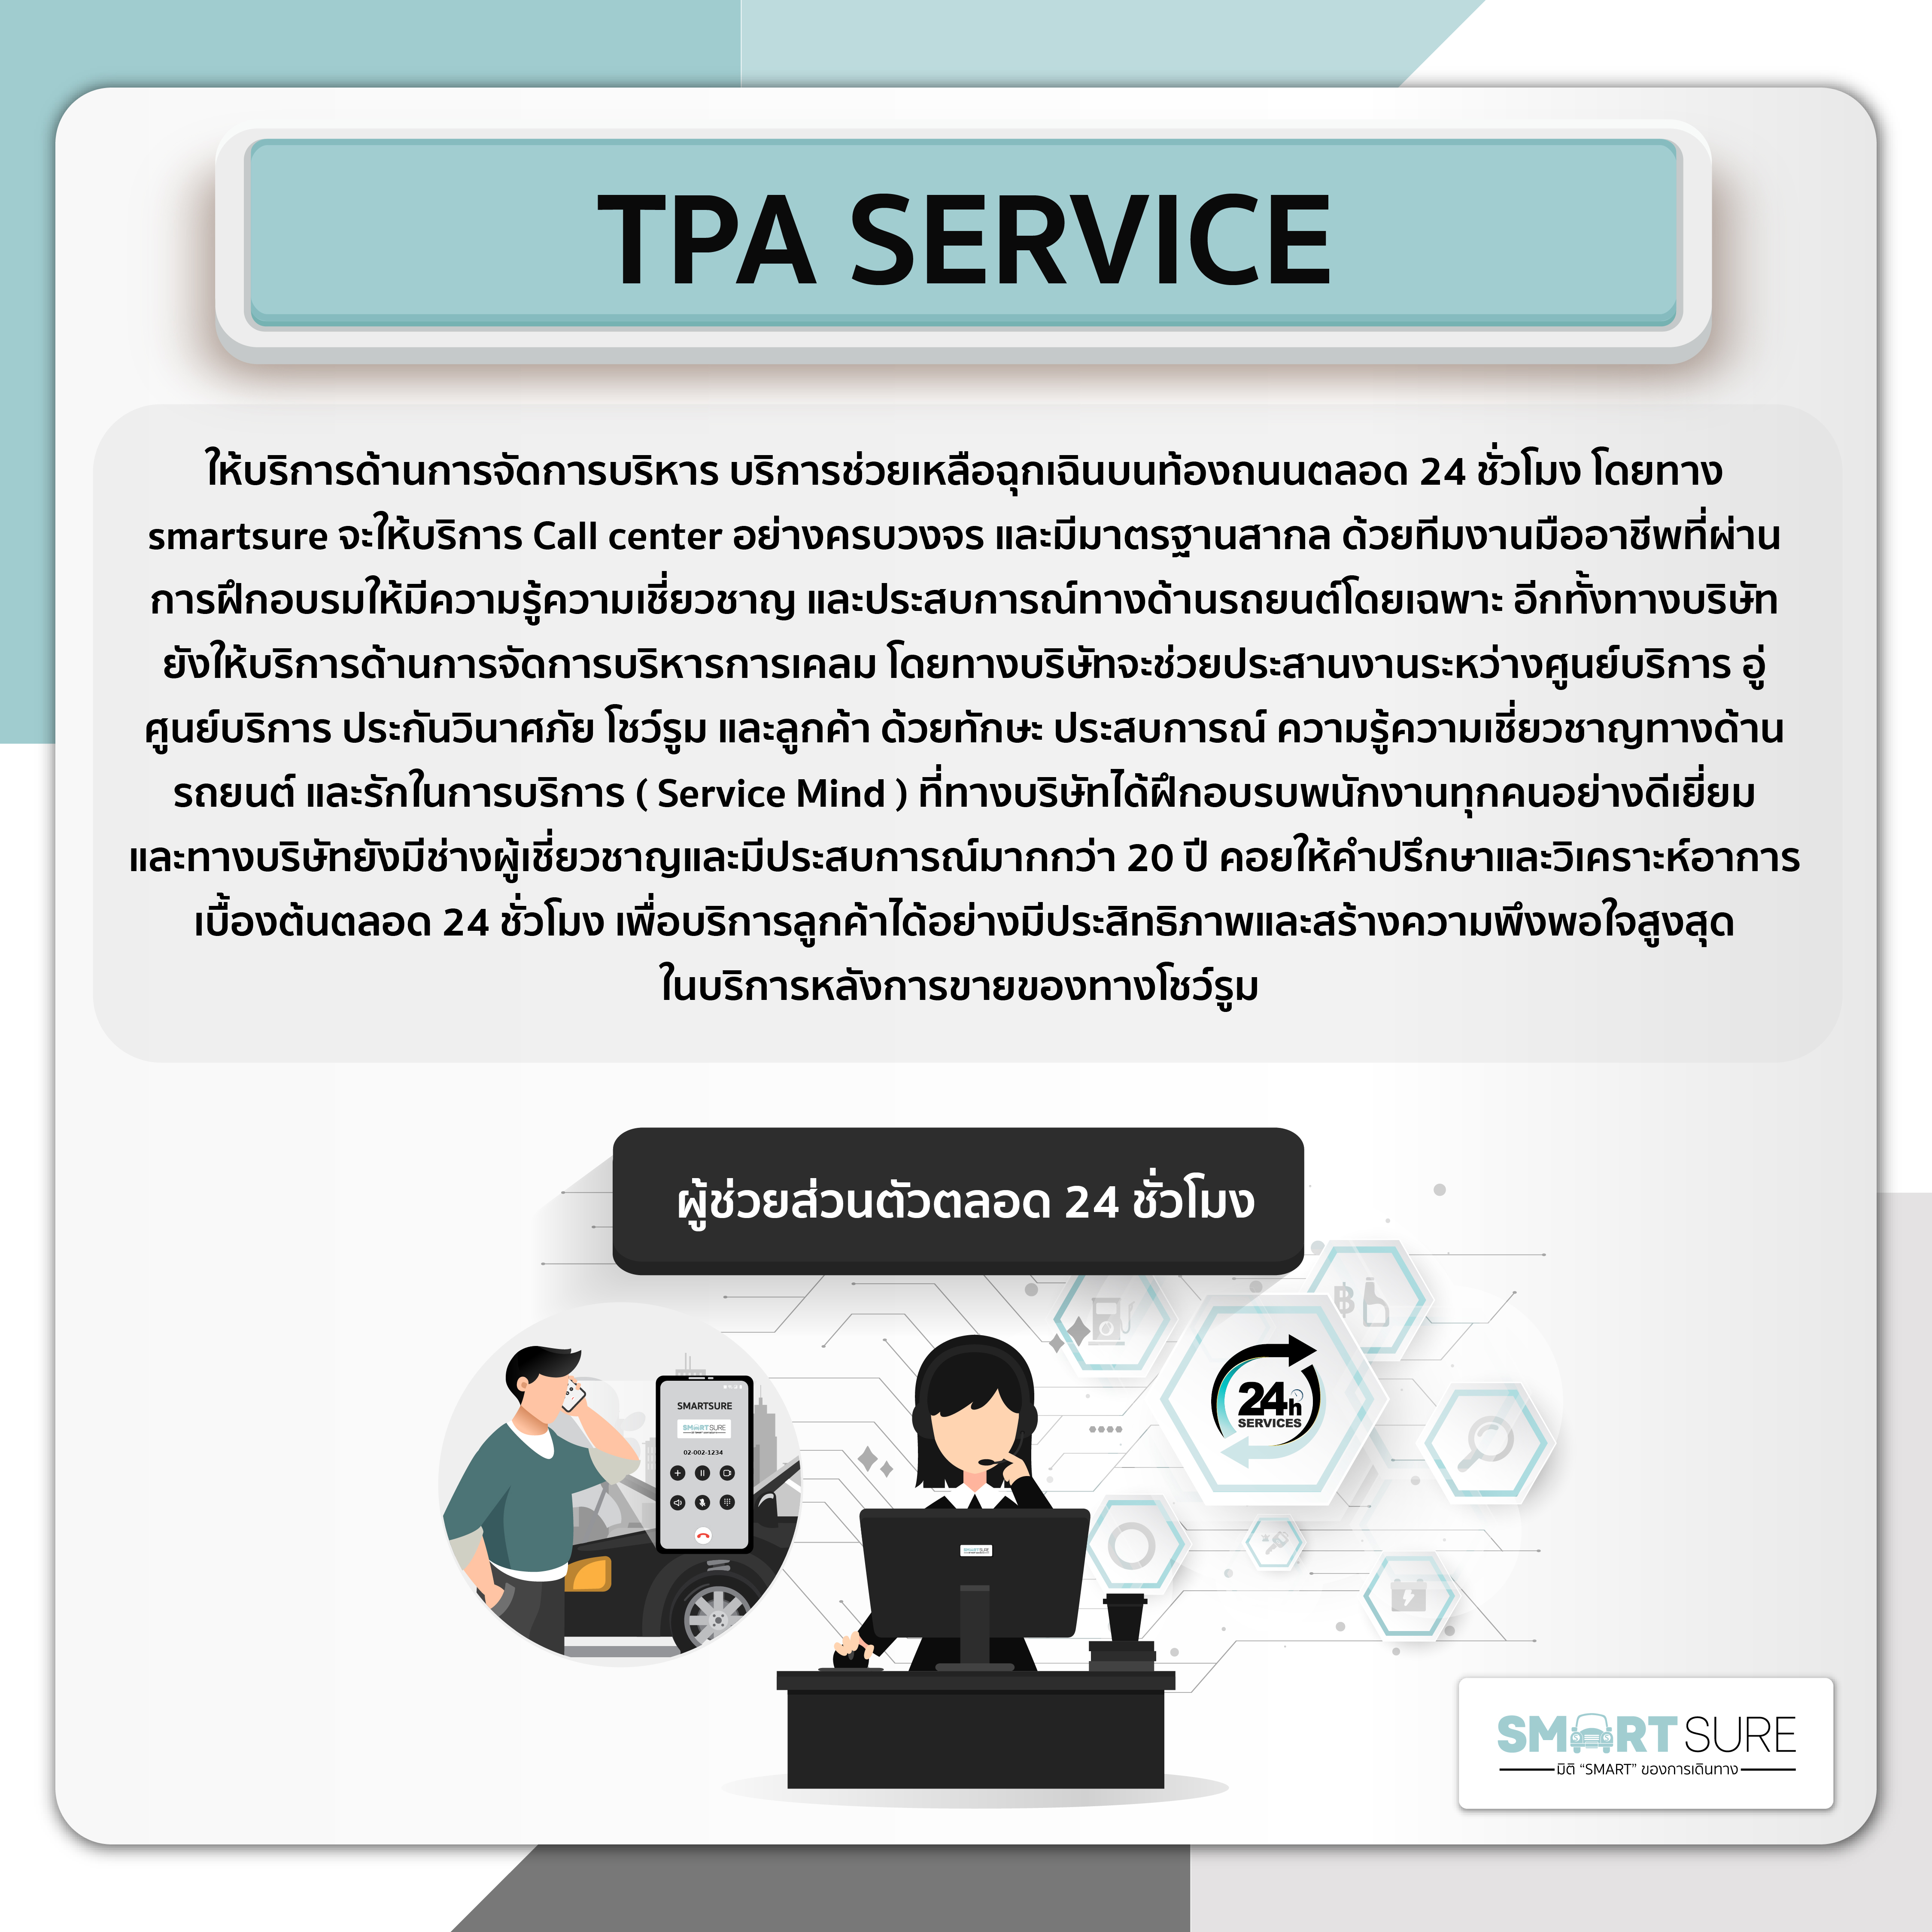 TPA SERVICE
ให้บริการด้านการจัดการบริหาร บริการช่วยเหลือฉุกเฉินบนท้องถนนตลอด 24 ชั่วโมง โดยทาง
smartsure จะให้บริการ Call center อย่างครบวงจร และมีมาตรฐานสากล ด้วยทีมงานมืออาชีพที่ผ่าน
การฝึกอบรมให้มีความรู้ความเชี่ยวชาญ และประสบการณ์ทางด้านรถยนต์โดยเฉพาะ อีกทั้งทางบริษัท
ยังให้บริการด้านการจัดการบริหารการเคลม โดยทางบริษัทจะช่วยประสานงานระหว่างศูนย์บริการ อู่
ศูนย์บริการ ประกันวินาศภัย โชว์รูม และลูกค้า ด้วยทักษะ ประสบการณ์ ความรู้ความเชี่ยวชาญทางด้าน
รถยนต์ และรักในการบริการ ( Service Mind ) ที่ทางบริษัทได้ฝึกอบรบพนักงานทุกคนอย่างดีเยี่ยม
และทางบริษัทยังมีช่างผู้เชี่ยวชาญและมีประสบการณ์มากกว่า 20 ปี คอยให้คำปรึกษาและวิเคราะห์อาการ
เบื้องต้นตลอด 24 ชั่วโมง เพื่อบริการลูกค้าได้อย่างมีประสิทธิภาพและสร้างความพึงพอใจสูงสุด
ในบริการหลังการขายของทางโชว์รูม
ผู้ช่วยส่วนตัวตลอด 24 ชั่วโมง
฿
24h
SERVICES
SMARTSURE
SMARTSURE
02-002-1234
SMARTSURE
SMARTSURE
มิติ “SMART” ของการเดินทาง